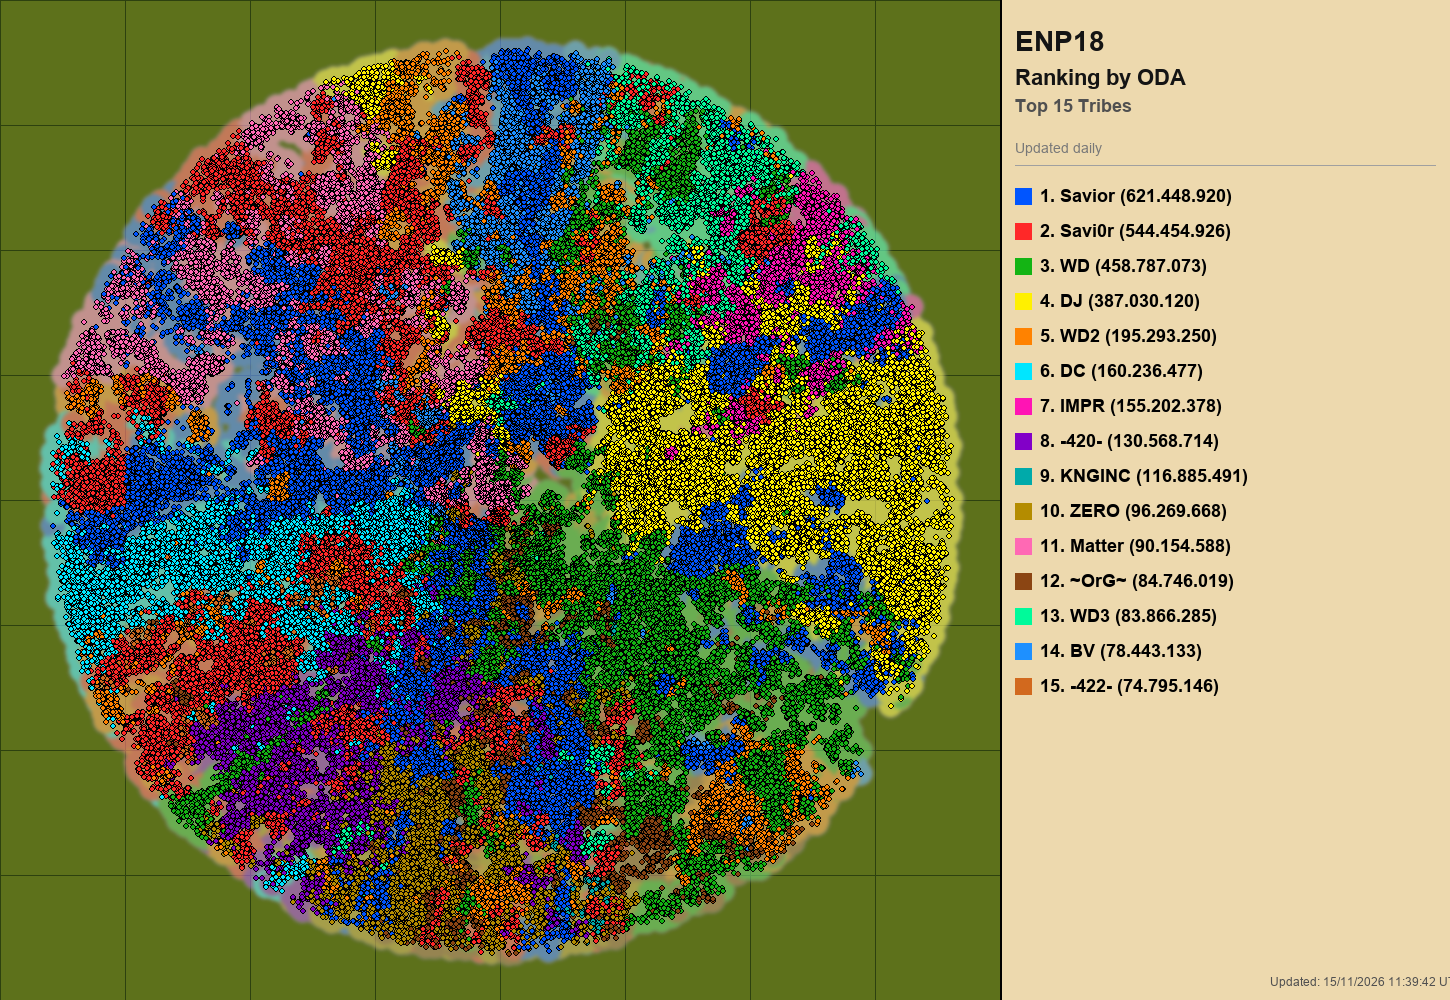 ENP18
Ranking by ODA
Top 15 Tribes
Updated daily
1. Savior (621.448.920)
2. Savi0r (544.454.926)
3. WD (458.787.073)
4. DJ (387.030.120)
5. WD2 (195.293.250)
6. DC (160.236.477)
7. IMPR (155.202.378)
8. -420- (130.568.714)
9. KNGINC (116.885.491)
10. ZERO (96.269.668)
11. Matter (90.154.588)
12. ~OrG~ (84.746.019)
13. WD3 (83.866.285)
14. BV (78.443.133)
15. -422- (74.795.146)
Updated: 15/11/2026 11:39:42 U